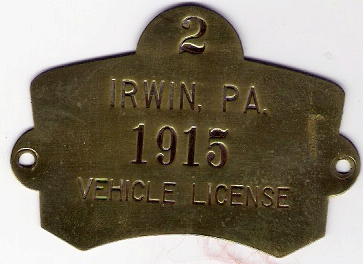 2
IRWIN, PA.
1915
VEHICLE LICENSE